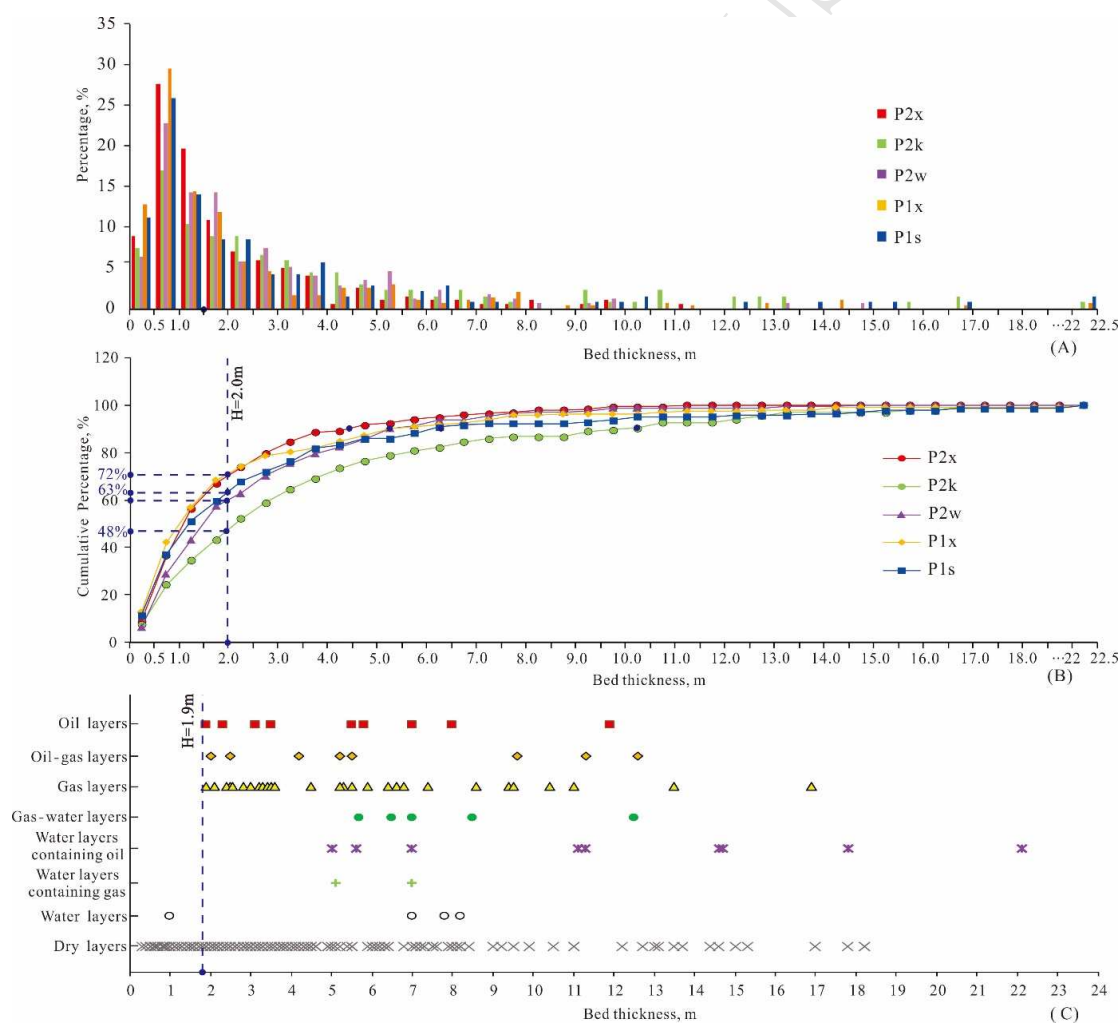 35
30
25
20
15
10
5
0
Percentage, %
P2x
P2k
P2w
P1x
P1s
0 0.5 1.0 2.0 3.0 4.0 5.0 6.0 7.0 8.0 9.0 10.0 11.0 12.0 13.0 14.0 15.0 16.0 17.0 18.0 ···22 22.5
Bed thickness, m
(A)
120
100
80
60
40
20
0
72%
63%
48%
Cumulative Percentage, %
H=2.0m
P2x
P2k
P2w
P1x
P1s
0 0.5 1.0 2.0 3.0 4.0 5.0 6.0 7.0 8.0 9.0 10.0 11.0 12.0 13.0 14.0 15.0 16.0 17.0 18.0 ···22 22.5
Bed thickness, m
(B)
H=1.9m
Oil layers
Oil-gas layers
Gas layers
Gas-water layers
Water layers
containing oil
Water layers
containing gas
Water layers
Dry layers
0 1 2 3 4 5 6 7 8 9 10 11 12 13 14 15 16 17 18 19 20 21 22 23 24
Bed thickness, m
(C)